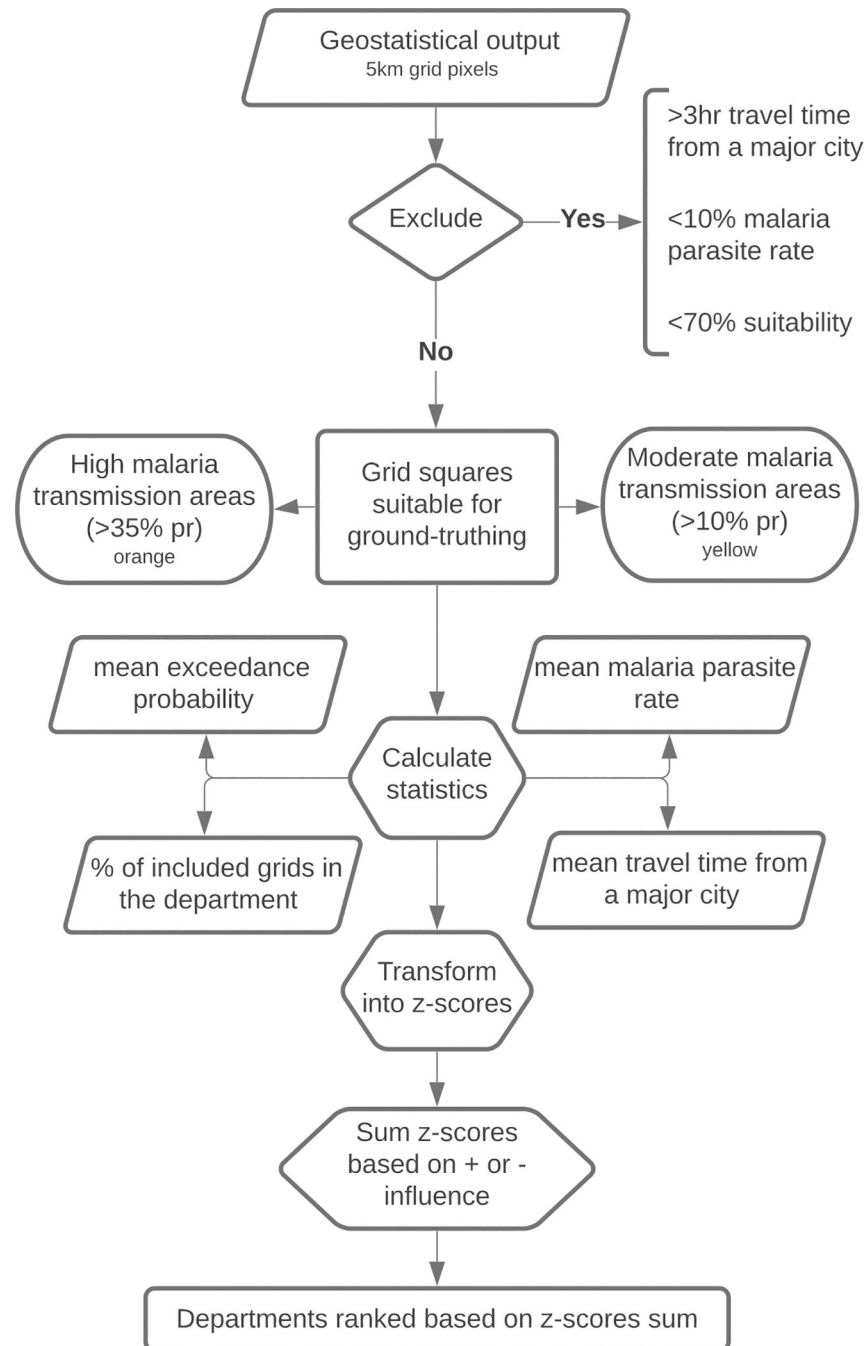 Geostatistical output
5km grid pixels
>3hr travel time
from a major city
Exclude
Yes
<10% malaria
parasite rate
<70% suitability
No
High malaria
transmission areas
(>35% pr)
orange
Grid squares
suitable for
ground-truthing
Moderate malaria
transmission areas
(>10% pr)
yellow
mean exceedance
probability
mean malaria parasite
rate
Calculate
statistics
% of included grids in
the department
mean travel time from
a major city
Transform
into z-scores
Sum z-scores
based on + or -
influence
Departments ranked based on z-scores sum